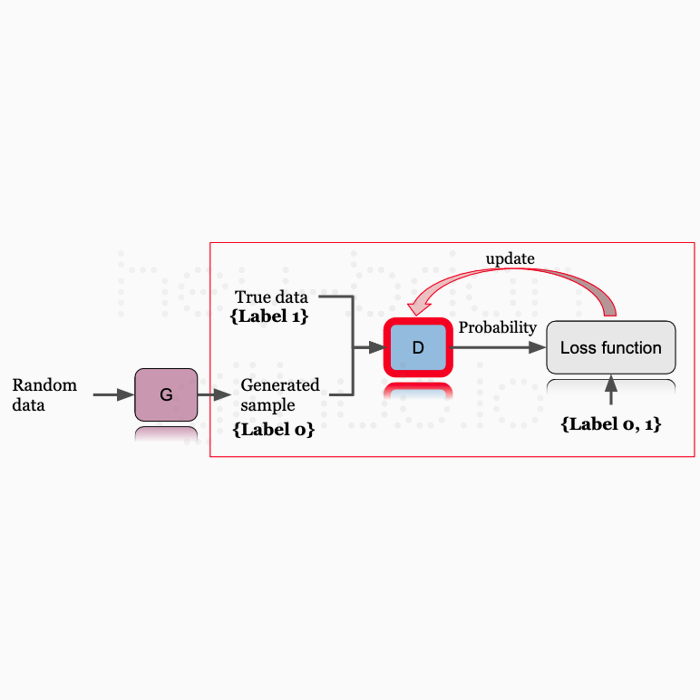 update
True data
{Label 1}
Probability
D
Loss function
Random
data
G
Generated
sample
{Label 0}
{Label 0, 1}